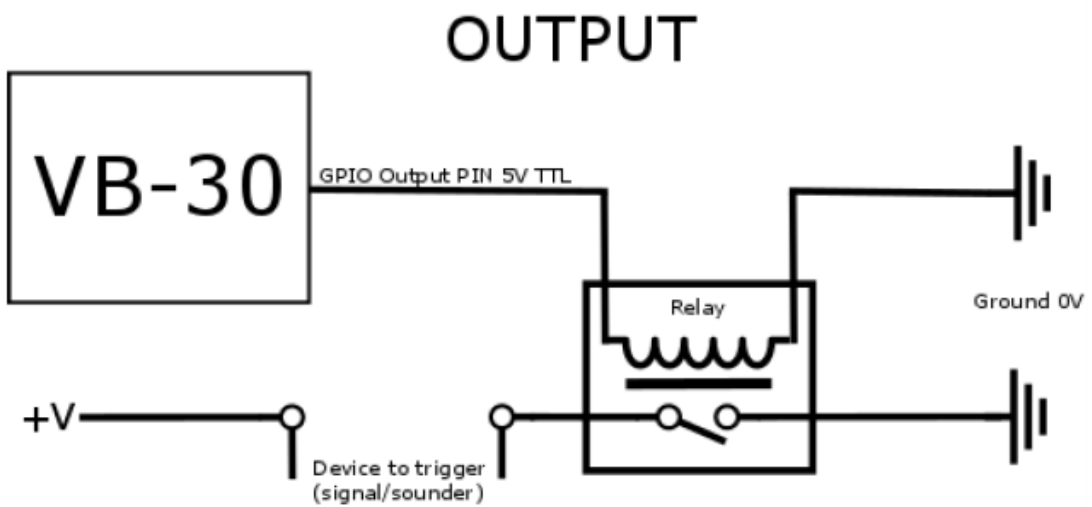 OUTPUT
VB-30
GPIO Output PIN 5V TTL
Relay
Ground 0V
+V
Device to trigger
(signal/sounder)